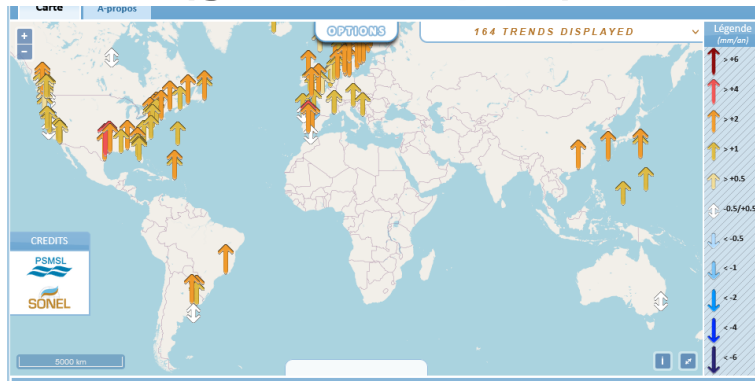 Carte
A-propos
+
−
OPTIONS
164 TRENDS DISPLAYED
Légende
(mm/an)
> +6
> +4
> +2
> +1
> +0.5
-0.5/+0.5
< -0.5
< -1
< -2
< -4
< -6
CREDITS
PSMSL
SONEL
5000 km
i